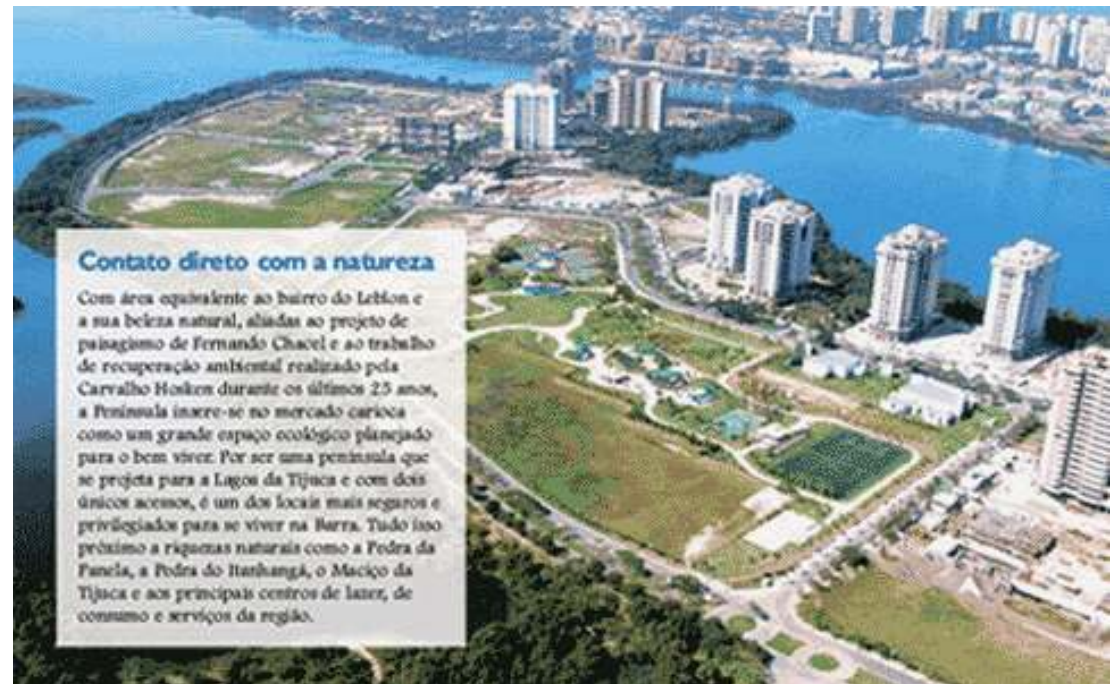 Contato direto com a natureza
Com área equivalente ao bairro do Leblon e
a sua beleza natural, aliadas ao projeto de
paisagismo de Fernando Chacel e ao trabalho
de recuperação ambiental realizado pela
Carvalho Hosken durante os últimos 25 anos,
a Península insere-se no mercado carioca
como um grande espaço ecológico planejado
para o bem viver. Por ser uma península que
se projeta para a Lagoa da Tijuca e com dois
únicos acessos, é um dos locais mais seguros e
privilegiados para se viver na Barra. Tudo isso
próximo a riquezas naturais como a Pedra da
Panela, a Pedra do Itanhangá, o Maciço da
Tijuca e aos principais centros de lazer, de
consumo e serviços da região.